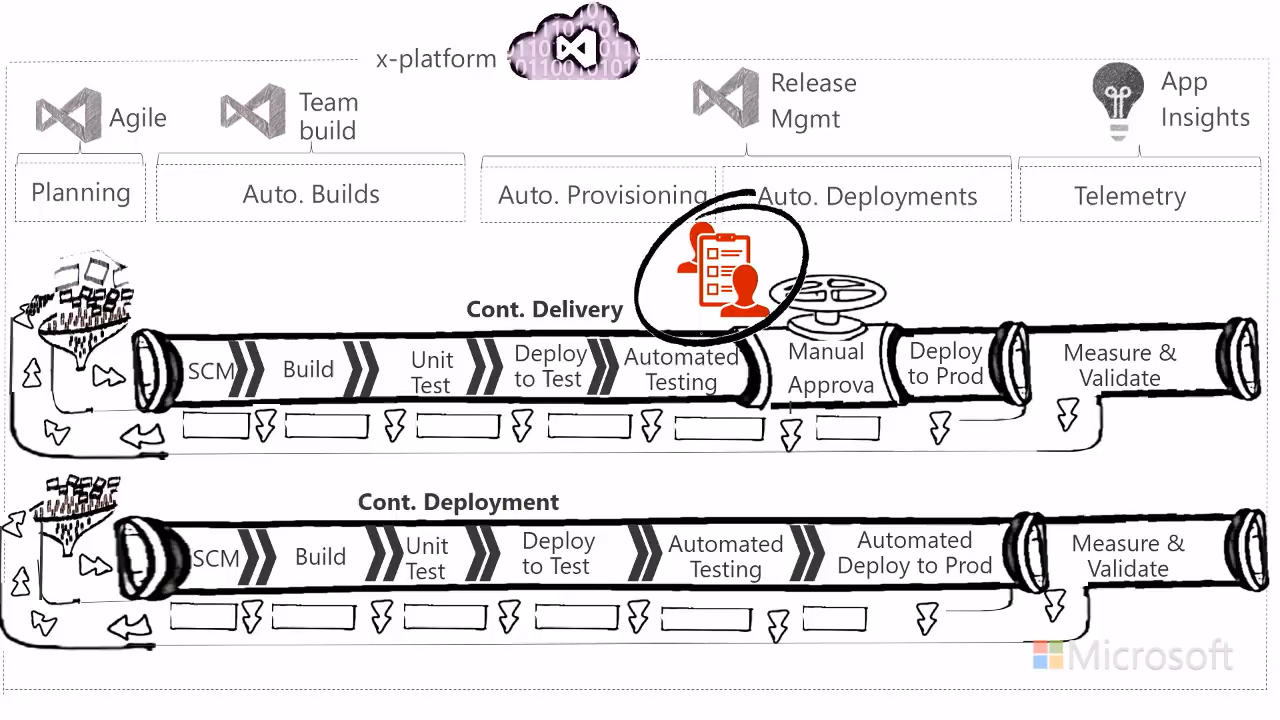 x-platform
Agile
Team
build
Release
Mgmt
App
Insights
Planning
Auto. Builds
Auto. Provisioning
Auto. Deployments
Telemetry
Cont. Delivery
SCM
Build
Unit
Test
Deploy
to Test
Automated
Testing
Manual
Approva
Deploy
to Prod
Measure &
Validate
Cont. Deployment
SCM
Build
Unit
Test
Deploy
to Test
Automated
Testing
Automated
Deploy to Prod
Measure &
Validate
Microsoft